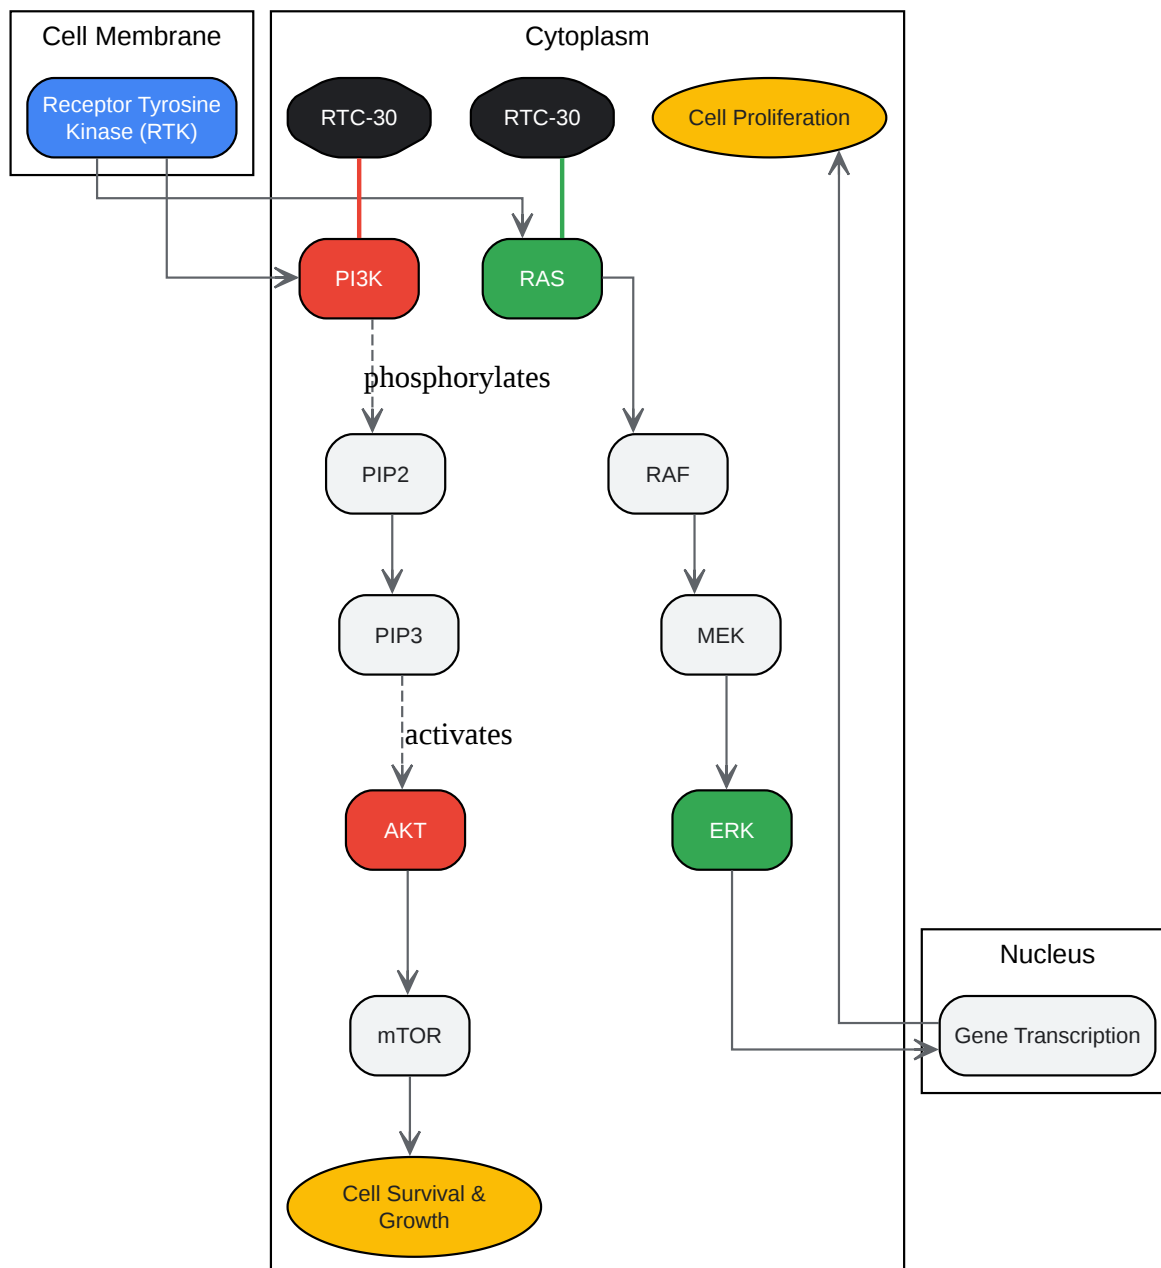 Cell Membrane
Cytoplasm
Receptor Tyrosine
Kinase (RTK)
RTC-30
RTC-30
Cell Proliferation
PI3K
RAS
phosphorylates
PIP2
RAF
PIP3
MEK
activates
AKT
ERK
Nucleus
mTOR
Gene Transcription
Cell Survival &
Growth